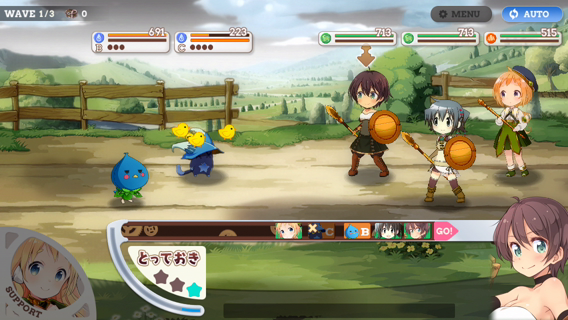 WAVE 1/3 0
MENU
AUTO
691
B
223
C
713
713
515
C
B
GO!
とっておき
SUPPORT